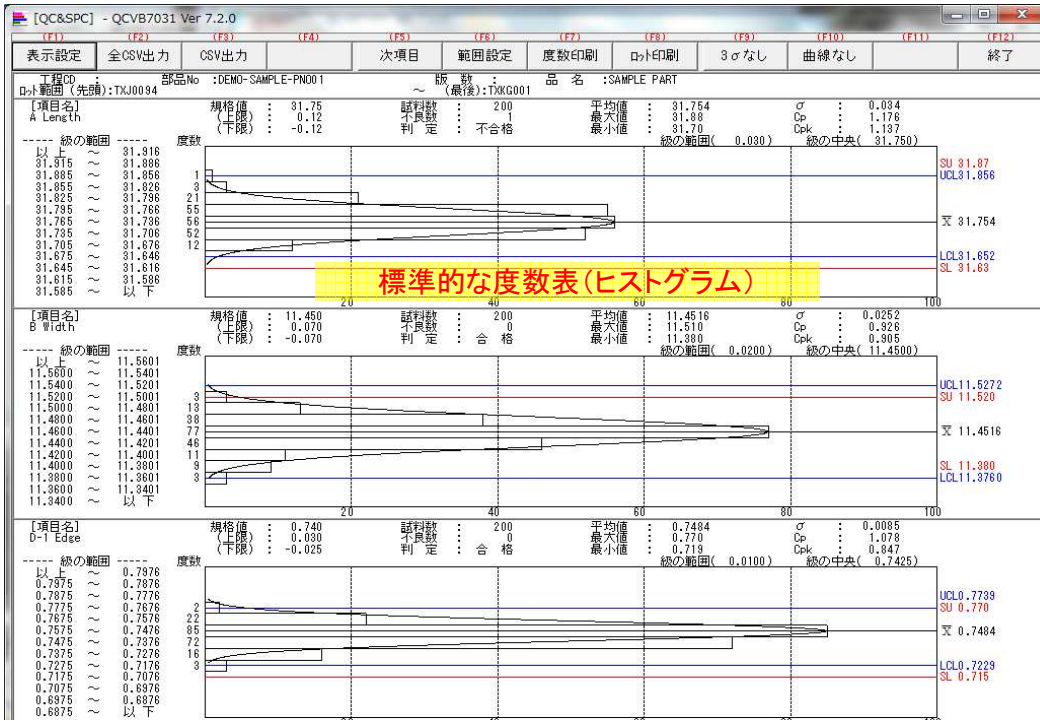 [QC&SPC] - QCVB7031 Ver 7.2.0
(F1) (F2) (F3) (F4) (F5) (F6) (F7) (F8) (F9) (F10) (F11) (F12)
表示設定 全CSV出力 CSV出力 次項目 範囲設定 度数印刷 ﾛｯﾄ印刷 3σなし 曲線なし 終了
工程CD : 部品No :DEMO-SAMPLE-PN001 版 数 : 品 名 :SAMPLE PART
ﾛｯﾄ範囲 (先頭):TXJ0094 ～ (最後):TXKG001
[項目名] 規格値 : 31.75 試料数 : 200 平均値 : 31.754 σ : 0.034
A Length (上限) : 0.12 不良数 : 1 最大値 : 31.88 Cp : 1.176
(下限) : -0.12 判 定 : 不合格 最小値 : 31.70 Cpk : 1.137
----- 級の範囲 ----- 度数 級の範囲( 0.030) 級の中央( 31.750)
以 上 ～ 31.916
31.915 ～ 31.886 SU 31.87
31.885 ～ 31.856 1 UCL31.856
31.855 ～ 31.826 3
31.825 ～ 31.796 21
31.795 ～ 31.766 55
31.765 ～ 31.736 56 X 31.754
31.735 ～ 31.706 52
31.705 ～ 31.676 12
31.675 ～ 31.646 LCL31.652
31.645 ～ 31.616 SL 31.63
31.615 ～ 31.586
31.585 ～ 以 下
標準的な度数表(ヒストグラム)
20 40 60 80 100
[項目名] 規格値 : 11.450 試料数 : 200 平均値 : 11.4516 σ : 0.0252
B Width (上限) : 0.070 不良数 : 0 最大値 : 11.510 Cp : 0.926
(下限) : -0.070 判 定 : 合 格 最小値 : 11.380 Cpk : 0.905
----- 級の範囲 ----- 度数 級の範囲( 0.0200) 級の中央( 11.4500)
以 上 ～ 11.5601
11.5600 ～ 11.5401
11.5400 ～ 11.5201 UCL11.5272
11.5200 ～ 11.5001 3 SU 11.520
11.5000 ～ 11.4801 13
11.4800 ～ 11.4601 38
11.4600 ～ 11.4401 77 X 11.4516
11.4400 ～ 11.4201 46
11.4200 ～ 11.4001 11
11.4000 ～ 11.3801 9 SL 11.380
11.3800 ～ 11.3601 3 LCL11.3760
11.3600 ～ 11.3401
11.3400 ～ 以 下
20 40 60 80 100
[項目名] 規格値 : 0.740 試料数 : 200 平均値 : 0.7484 σ : 0.0085
D-1 Edge (上限) : 0.030 不良数 : 0 最大値 : 0.770 Cp : 1.078
(下限) : -0.025 判 定 : 合 格 最小値 : 0.719 Cpk : 0.847
----- 級の範囲 ----- 度数 級の範囲( 0.0100) 級の中央( 0.7425)
以 上 ～ 0.7976
0.7975 ～ 0.7876
0.7875 ～ 0.7776 UCL0.7739
0.7775 ～ 0.7676 2 SU 0.770
0.7675 ～ 0.7576 22
0.7575 ～ 0.7476 85 X 0.7484
0.7475 ～ 0.7376 72
0.7375 ～ 0.7276 16
0.7275 ～ 0.7176 3 LCL0.7229
0.7175 ～ 0.7076 SL 0.715
0.7075 ～ 0.6976
0.6975 ～ 0.6876
0.6875 ～ 以 下